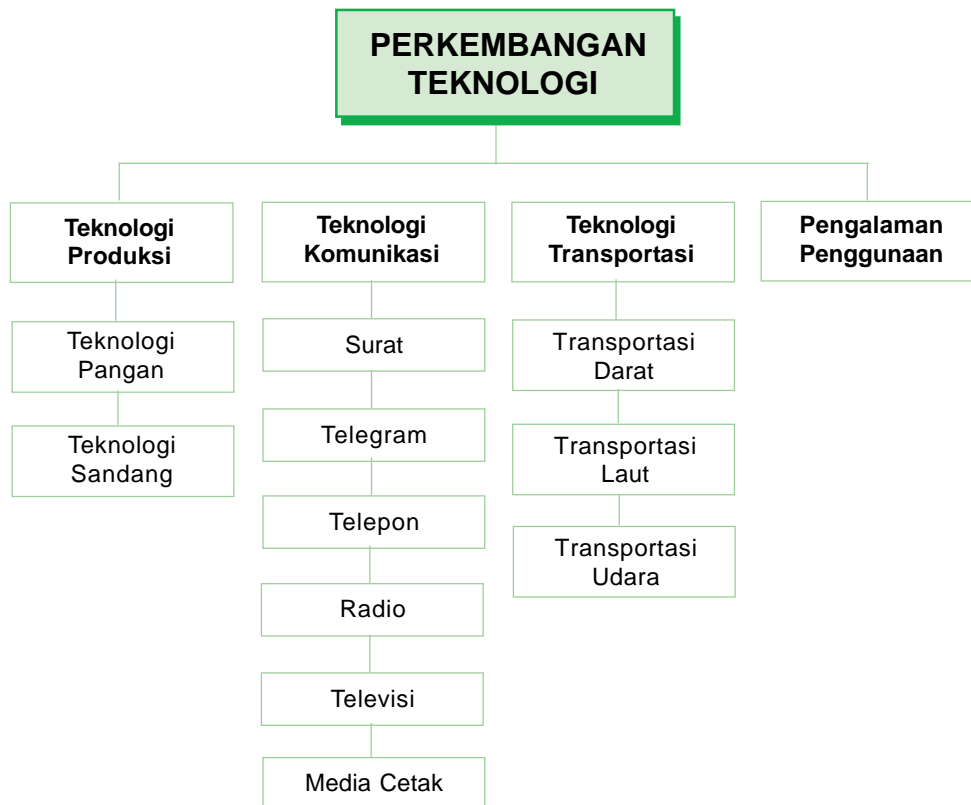 PERKEMBANGAN
TEKNOLOGI
Teknologi
Produksi
Teknologi
Pangan
Teknologi
Sandang
Teknologi
Komunikasi
Surat
Telegram
Telepon
Radio
Televisi
Media Cetak
Teknologi
Transportasi
Transportasi
Darat
Transportasi
Laut
Transportasi
Udara
Pengalaman
Penggunaan